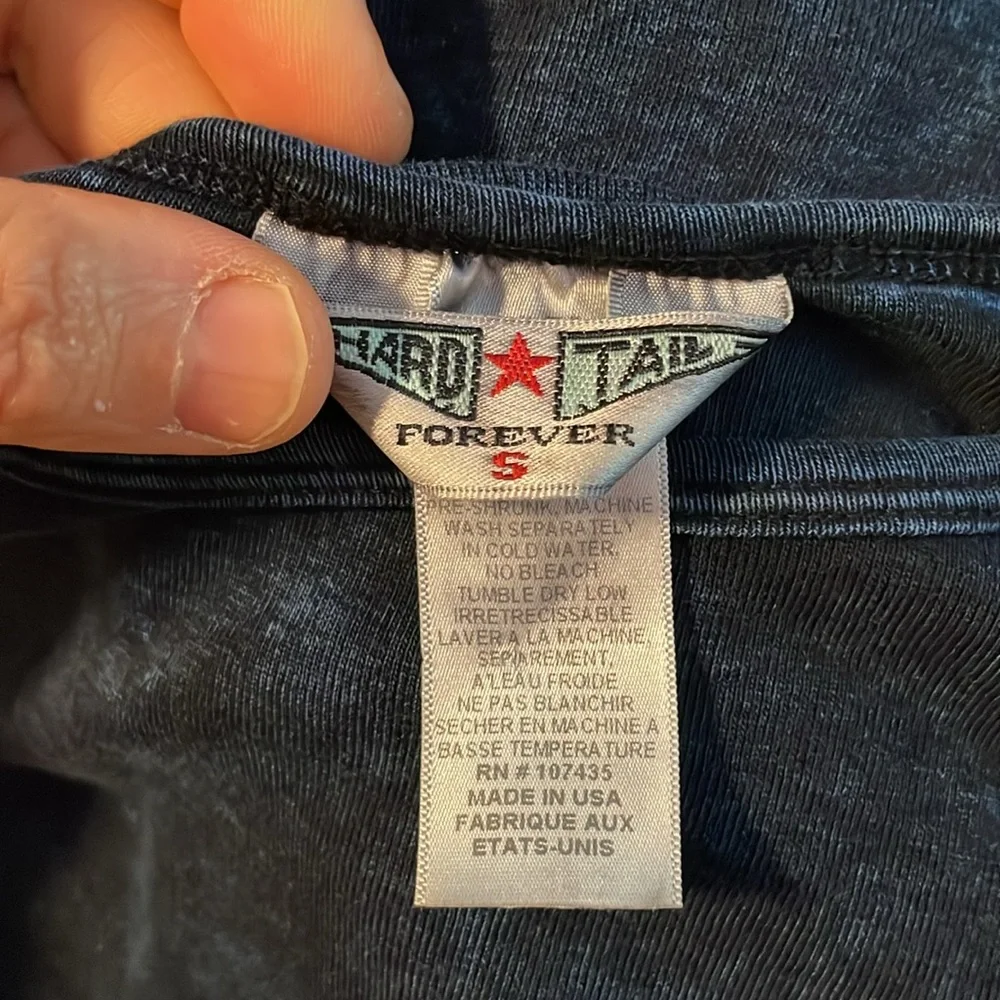 HARD TAIL
FOREVER
S
PRE-SHRUNK, MACHINE
WASH SEPARATELY
IN COLD WATER,
NO BLEACH
TUMBLE DRY LOW
IRRETRECISSABLE
LAVER A LA MACHINE,
SEPAREMENT,
A'LEAU FROIDE
NE PAS BLANCHIR
SECHER EN MACHINE A
BASSE TEMPERATURE
RN # 107435
MADE IN USA
FABRIQUE AUX
ETATS-UNIS